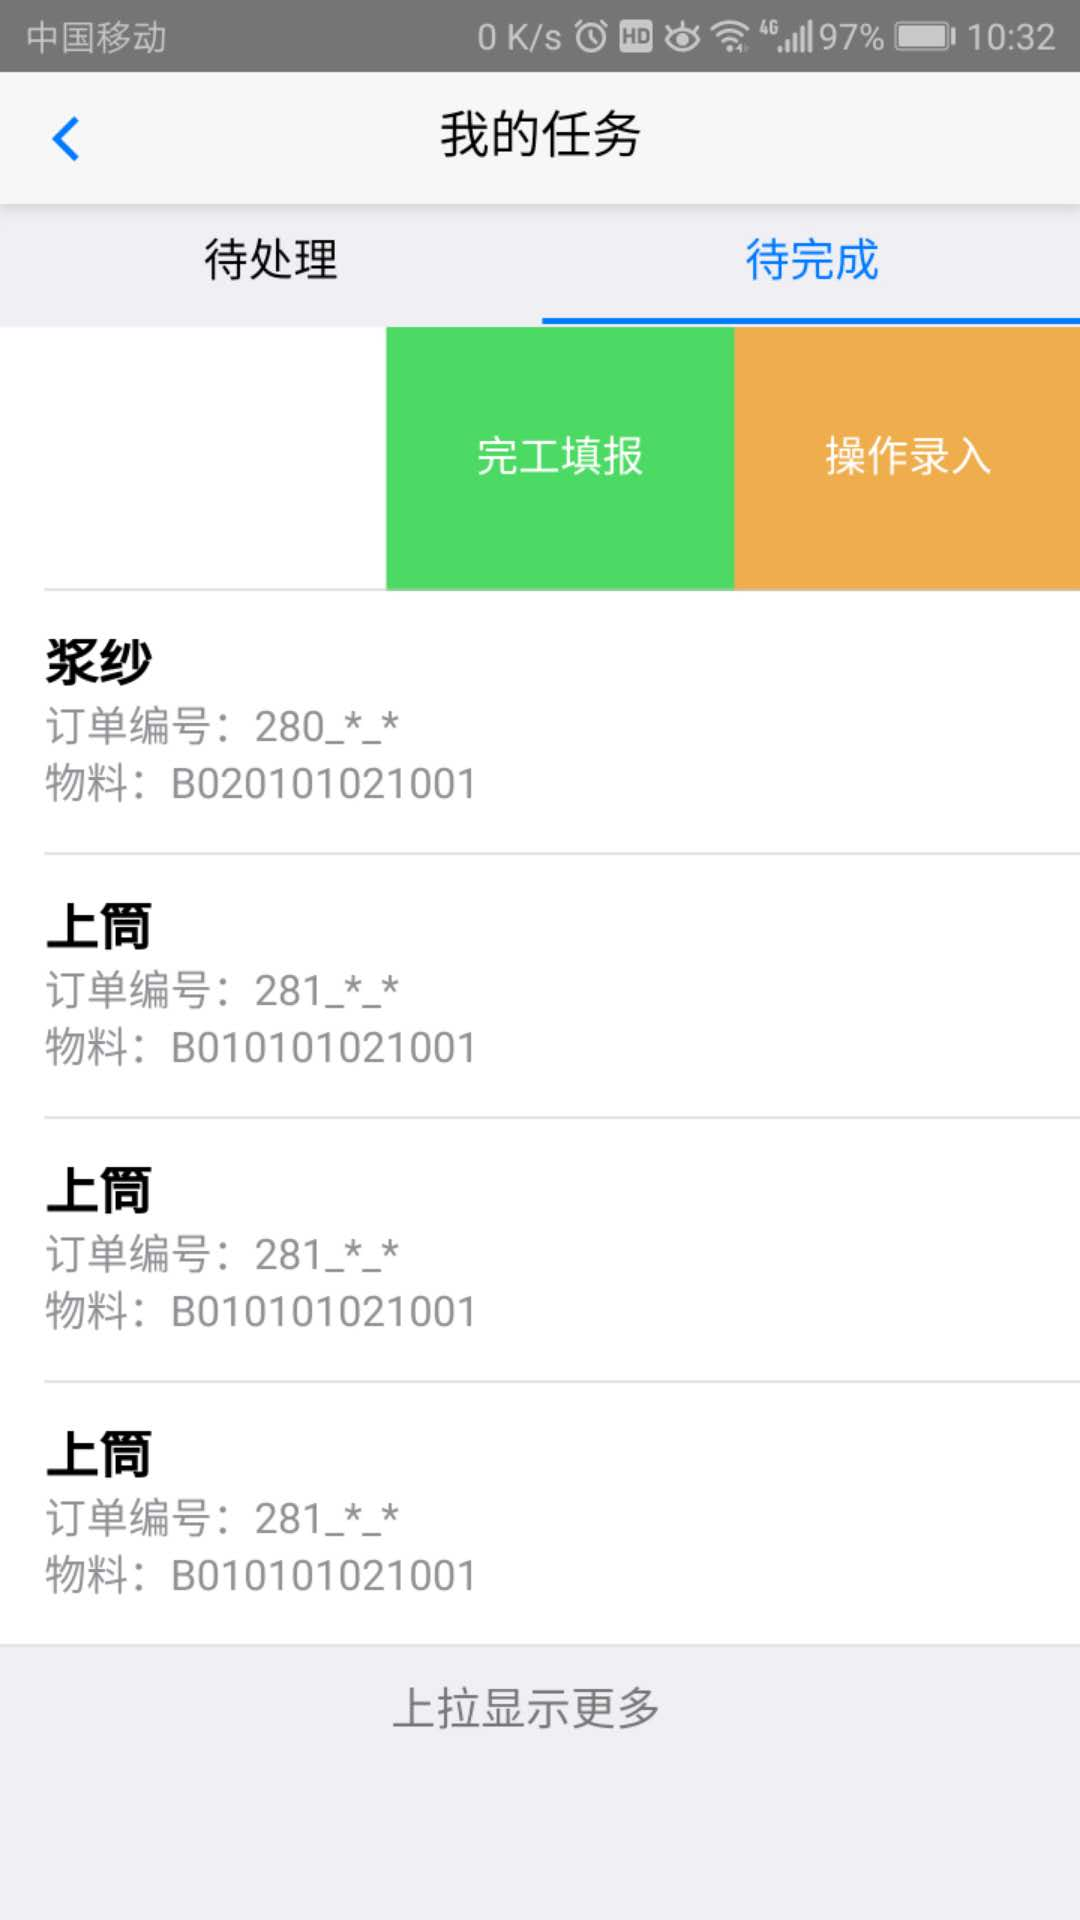 中国移动 0 K/s HD 4G 97% 10:32
我的任务
待处理 待完成
完工填报 操作录入
浆纱
订单编号：280_*_*
物料：B020101021001
上筒
订单编号：281_*_*
物料：B010101021001
上筒
订单编号：281_*_*
物料：B010101021001
上筒
订单编号：281_*_*
物料：B010101021001
上拉显示更多